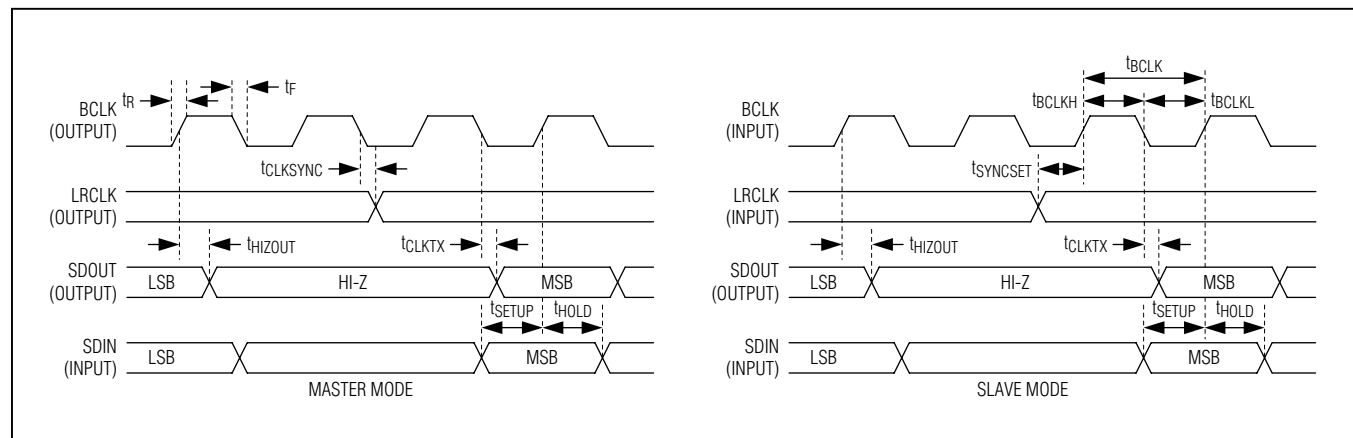 BCLK
(OUTPUT)
tR
tF
tCLKSYNC
LRCLK
(OUTPUT)
tHIZOUT
tCLKTX
SDOUT
(OUTPUT)
LSB
HI-Z
MSB
tSETUP
tHOLD
SDIN
(INPUT)
LSB
MSB
MASTER MODE
tBCLK
BCLK
(INPUT)
tBCLKH
tBCLKL
tSYNCSET
LRCLK
(INPUT)
tHIZOUT
tCLKTX
SDOUT
(OUTPUT)
LSB
HI-Z
MSB
tSETUP
tHOLD
SDIN
(INPUT)
LSB
MSB
SLAVE MODE